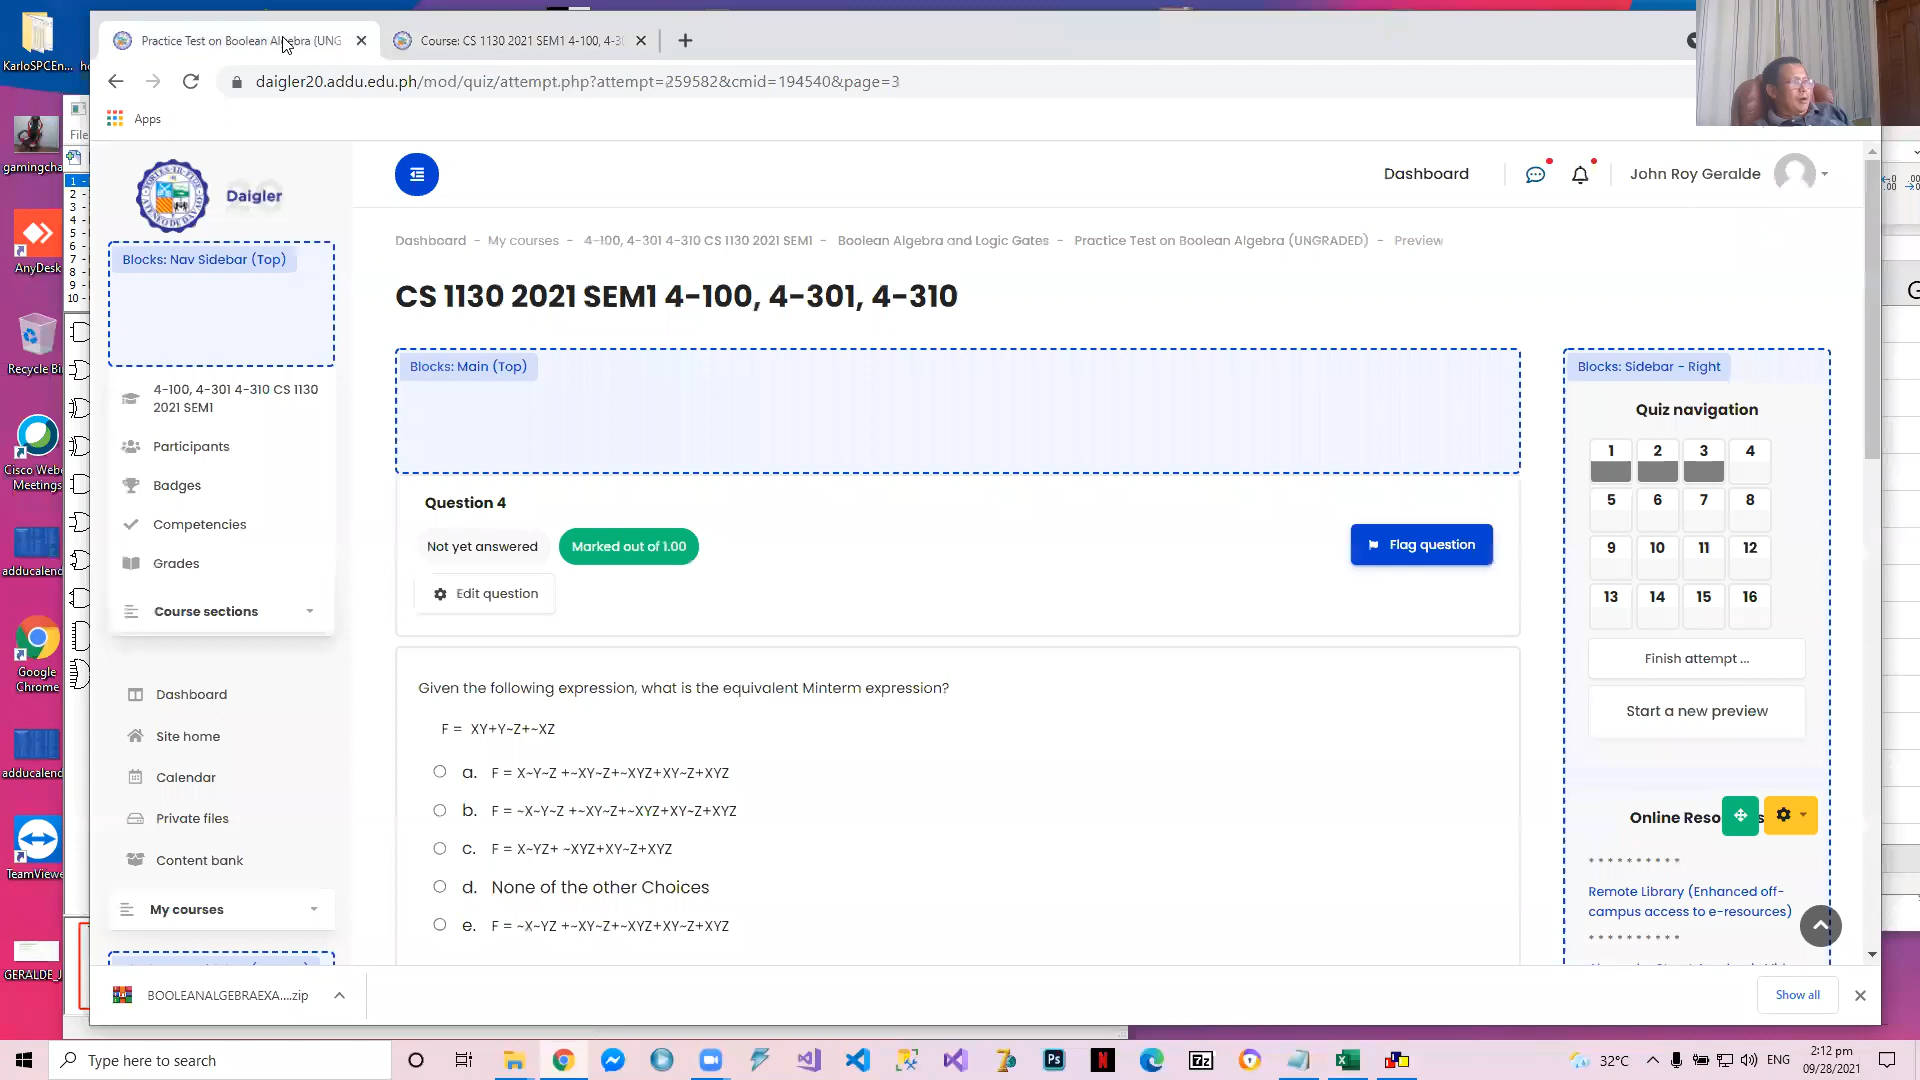 KarloSPCEn...
Practice Test on Boolean Algebra (UNG
Course: CS 1130 2021 SEM1 4-100, 4-3
daigler20.addu.edu.ph/mod/quiz/attempt.php?attempt=259582&cmid=194540&page=3
Apps
File
gamingcha
AnyDesk
Recycle Bi
Cisco Webe
Meetings
adducalend
Google
Chrome
adducalend
TeamViewe
GERALDE_J
Daigler
Dashboard
John Roy Geralde
Blocks: Nav Sidebar (Top)
4-100, 4-301 4-310 CS 1130
2021 SEM1
Participants
Badges
Competencies
Grades
Course sections
Dashboard
Site home
Calendar
Private files
Content bank
My courses
Dashboard - My courses - 4-100, 4-301 4-310 CS 1130 2021 SEM1 - Boolean Algebra and Logic Gates - Practice Test on Boolean Algebra (UNGRADED) - Preview
CS 1130 2021 SEM1 4-100, 4-301, 4-310
Blocks: Main (Top)
Question 4
Not yet answered
Marked out of 1.00
Flag question
Edit question
Given the following expression, what is the equivalent Minterm expression?
F = XY+Y~Z+~XZ
a. F = X~Y~Z +~XY~Z+~XYZ+XY~Z+XYZ
b. F = ~X~Y~Z +~XY~Z+~XYZ+XY~Z+XYZ
c. F = X~YZ+ ~XYZ+XY~Z+XYZ
d. None of the other Choices
e. F = ~X~YZ +~XY~Z+~XYZ+XY~Z+XYZ
Blocks: Sidebar - Right
Quiz navigation
1 2 3 4
5 6 7 8
9 10 11 12
13 14 15 16
Finish attempt ...
Start a new preview
Online Reso
* * * * * * * * * *
Remote Library (Enhanced off-
campus access to e-resources)
* * * * * * * * * *
BOOLEANALGEBRAEXA....zip
Show all
Type here to search
32°C
ENG
2:12 pm
09/28/2021